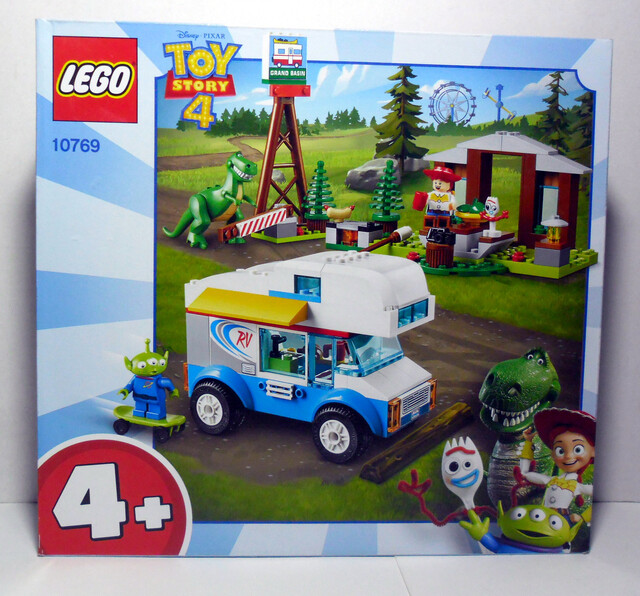 LEGO
10769
Disney · PIXAR
TOY
STORY
4
GRAND BASIN
RV
4+